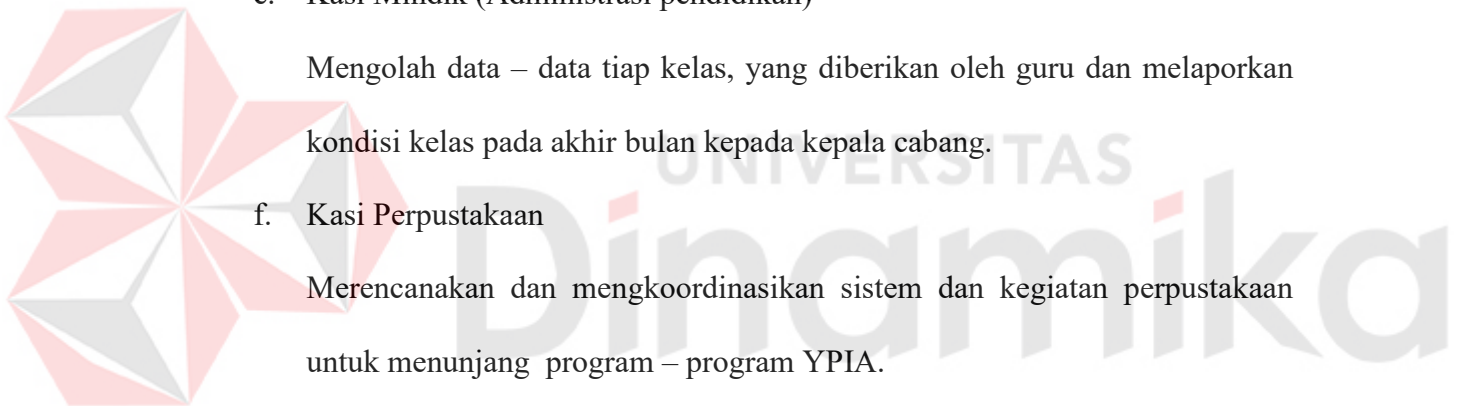 e. Kasi Mindik (Administrasi pendidikan)
Mengolah data – data tiap kelas, yang diberikan oleh guru dan melaporkan
kondisi kelas pada akhir bulan kepada kepala cabang.
UNIVERSITAS
Dinamika
f. Kasi Perpustakaan
Merencanakan dan mengkoordinasikan sistem dan kegiatan perpustakaan
untuk menunjang program – program YPIA.